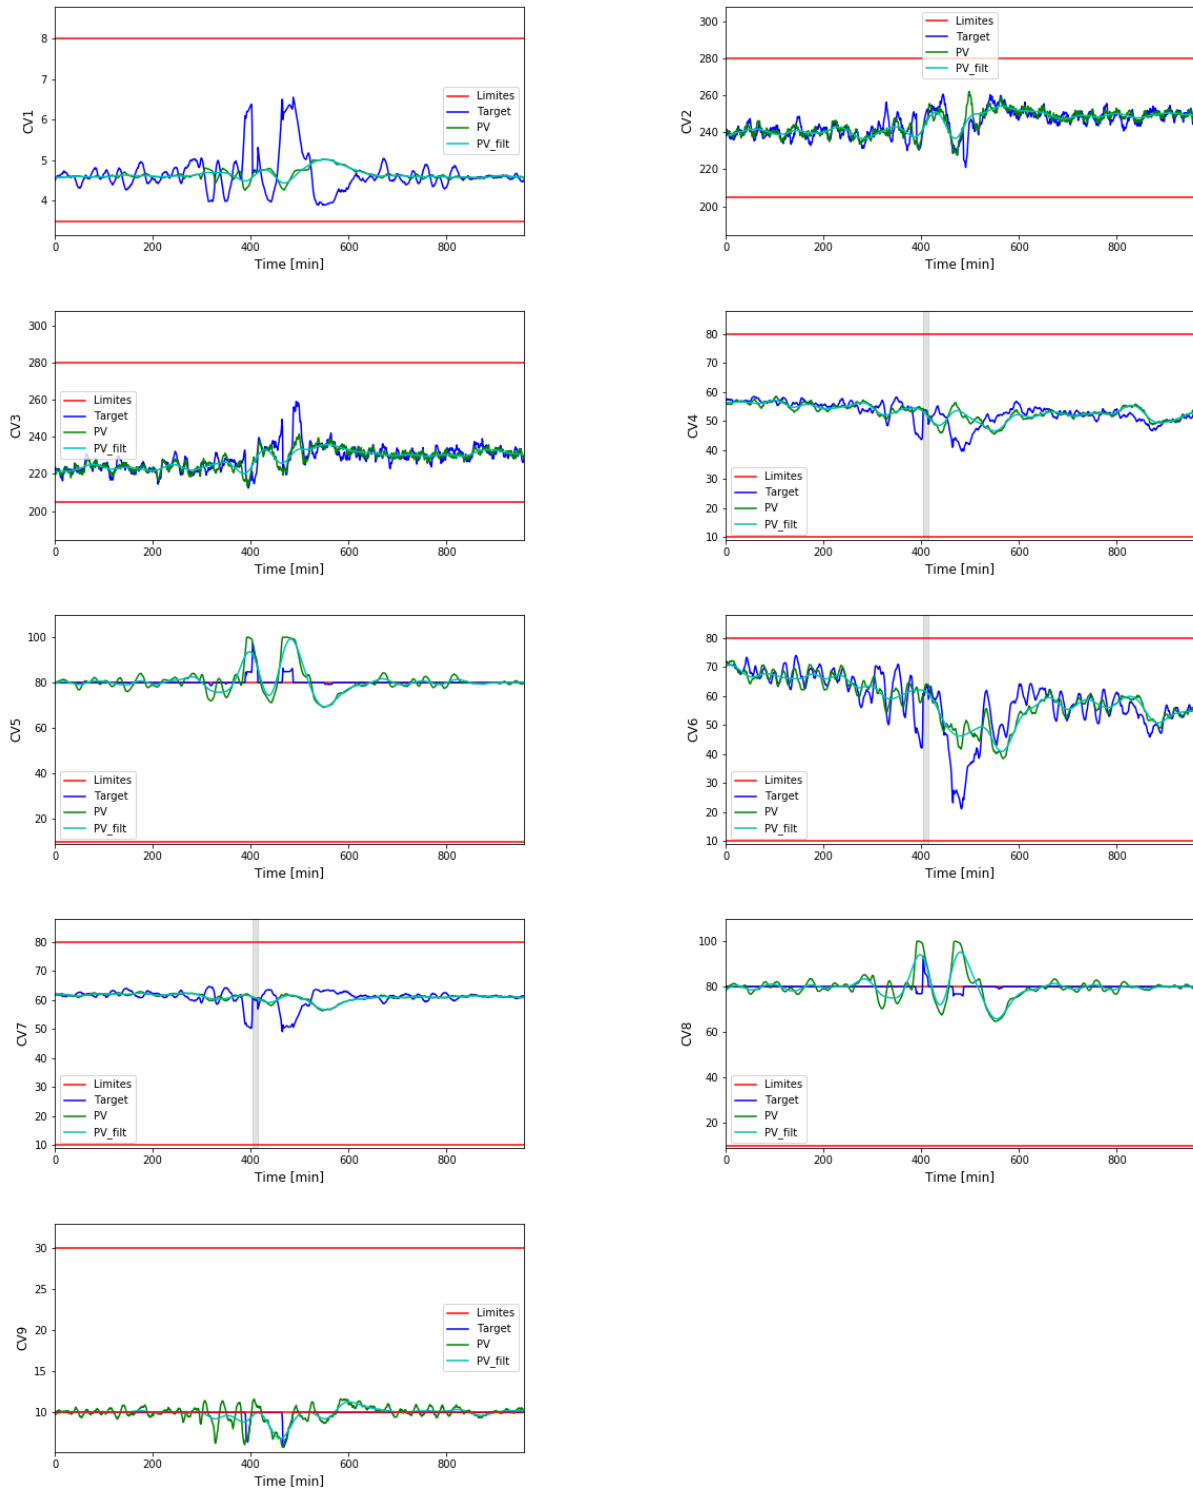 8
7
6
5
4
CV1
Limites
Target
PV
PV_filt
0 200 400 600 800
Time [min]
300
280
260
240
220
200
CV2
Limites
Target
PV
PV_filt
0 200 400 600 800
Time [min]
300
280
260
240
220
200
CV3
Limites
Target
PV
PV_filt
0 200 400 600 800
Time [min]
80
70
60
50
40
30
20
10
CV4
Limites
Target
PV
PV_filt
0 200 400 600 800
Time [min]
100
80
60
40
20
CV5
Limites
Target
PV
PV_filt
0 200 400 600 800
Time [min]
80
70
60
50
40
30
20
10
CV6
Limites
Target
PV
PV_filt
0 200 400 600 800
Time [min]
80
70
60
50
40
30
20
10
CV7
Limites
Target
PV
PV_filt
0 200 400 600 800
Time [min]
100
80
60
40
20
CV8
Limites
Target
PV
PV_filt
0 200 400 600 800
Time [min]
30
25
20
15
10
CV9
Limites
Target
PV
PV_filt
0 200 400 600 800
Time [min]